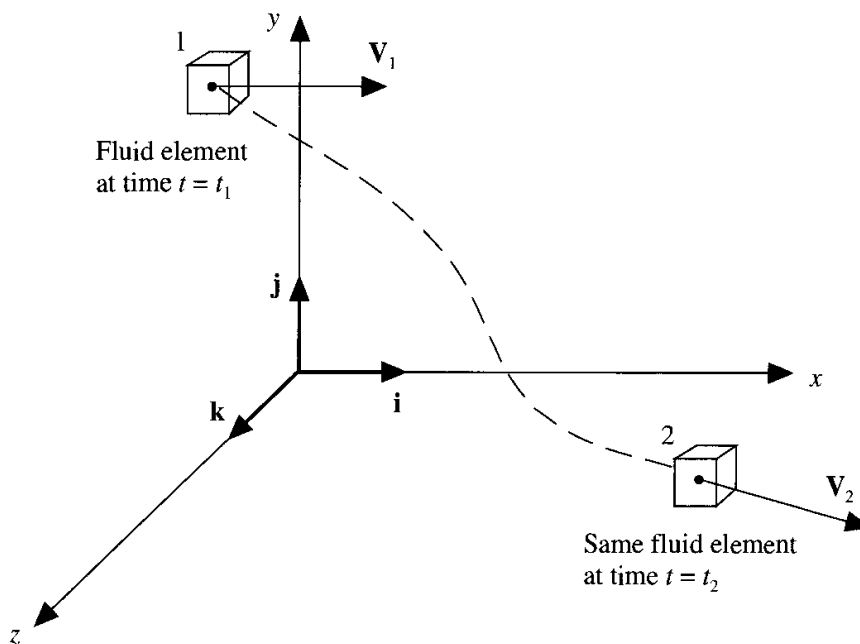 y
1
V₁
Fluid element
at time t = t₁
j
x
k
i
2
V₂
Same fluid element
at time t = t₂
z